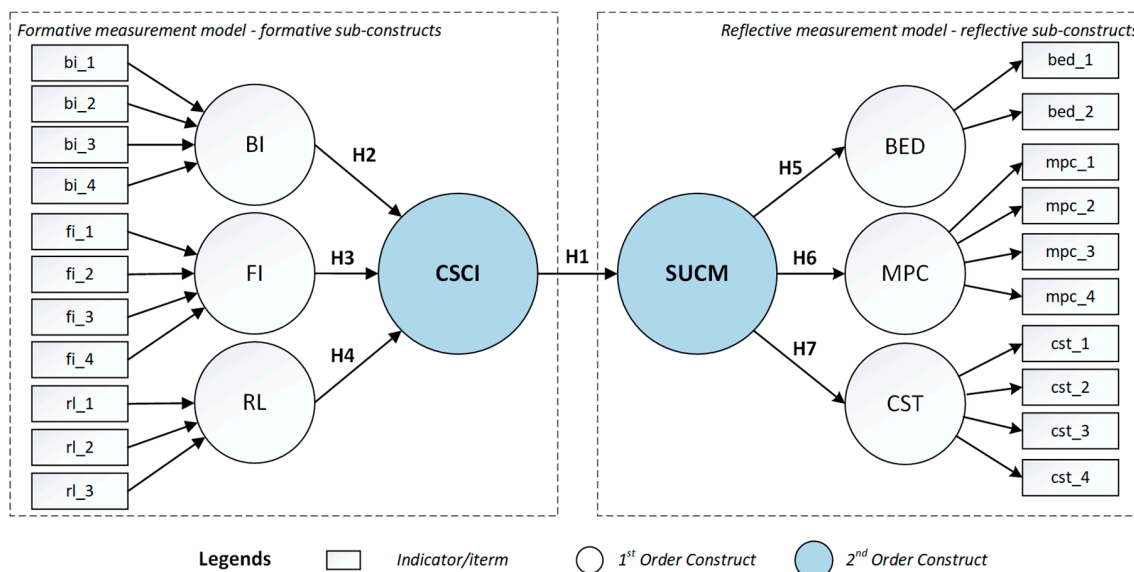 Formative measurement model - formative sub-constructs
bi_1
bi_2
bi_3
bi_4
fi_1
fi_2
fi_3
fi_4
rl_1
rl_2
rl_3
BI
FI
RL
H2
H3
H4
CSCI
H1
Reflective measurement model - reflective sub-constructs
SUCM
H5
H6
H7
BED
MPC
CST
bed_1
bed_2
mpc_1
mpc_2
mpc_3
mpc_4
cst_1
cst_2
cst_3
cst_4
Legends
Indicator/iterm
1st Order Construct
2nd Order Construct